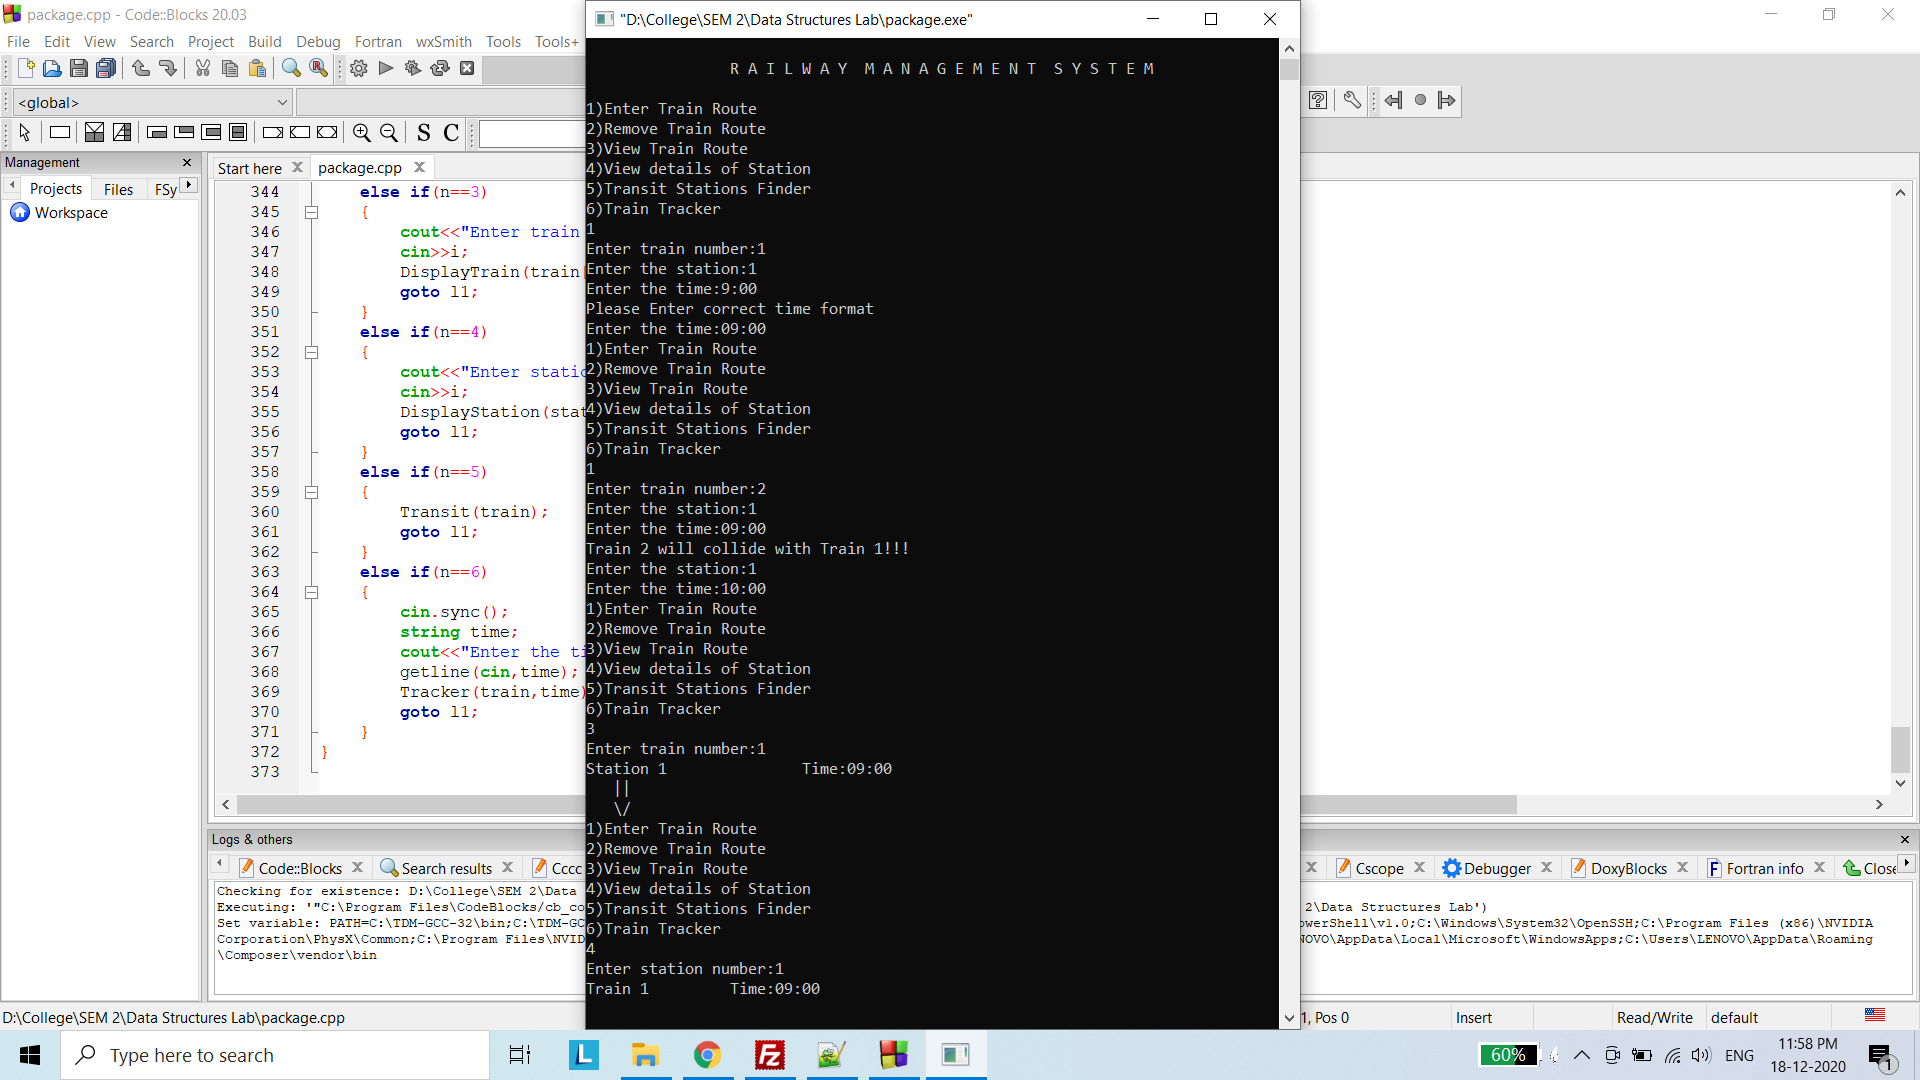 package.cpp - Code::Blocks 20.03
File Edit View Search Project Build Debug Fortran wxSmith Tools Tools+
<global>
S C
Management
Projects Files FSy
Workspace
Start here package.cpp
344 else if(n==3)
345 {
346 cout<<"Enter train
347 cin>>i;
348 DisplayTrain(train[
349 goto l1;
350 }
351 else if(n==4)
352 {
353 cout<<"Enter static
354 cin>>i;
355 DisplayStation(stat
356 goto l1;
357 }
358 else if(n==5)
359 {
360 Transit(train);
361 goto l1;
362 }
363 else if(n==6)
364 {
365 cin.sync();
366 string time;
367 cout<<"Enter the ti
368 getline(cin,time);
369 Tracker(train,time)
370 goto l1;
371 }
372 }
373
"D:\College\SEM 2\Data Structures Lab\package.exe"
R A I L W A Y M A N A G E M E N T S Y S T E M
1)Enter Train Route
2)Remove Train Route
3)View Train Route
4)View details of Station
5)Transit Stations Finder
6)Train Tracker
1
Enter train number:1
Enter the station:1
Enter the time:9:00
Please Enter correct time format
Enter the time:09:00
1)Enter Train Route
2)Remove Train Route
3)View Train Route
4)View details of Station
5)Transit Stations Finder
6)Train Tracker
1
Enter train number:2
Enter the station:1
Enter the time:09:00
Train 2 will collide with Train 1!!!
Enter the station:1
Enter the time:10:00
1)Enter Train Route
2)Remove Train Route
3)View Train Route
4)View details of Station
5)Transit Stations Finder
6)Train Tracker
3
Enter train number:1
Station 1 Time:09:00
||
\/
1)Enter Train Route
2)Remove Train Route
3)View Train Route
4)View details of Station
5)Transit Stations Finder
6)Train Tracker
4
Enter station number:1
Train 1 Time:09:00
Logs & others
Code::Blocks Search results Cccc Cscope Debugger DoxyBlocks Fortran info Close
Checking for existence: D:\College\SEM 2\Data
Executing: '"C:\Program Files\CodeBlocks/cb_co 2\Data Structures Lab')
Set variable: PATH=C:\TDM-GCC-32\bin;C:\TDM-GC owerShell\v1.0;C:\Windows\System32\OpenSSH;C:\Program Files (x86)\NVIDIA
Corporation\PhysX\Common;C:\Program Files\NVID NOVO\AppData\Local\Microsoft\WindowsApps;C:\Users\LENOVO\AppData\Roaming
\Composer\vendor\bin
D:\College\SEM 2\Data Structures Lab\package.cpp 1, Pos 0 Insert Read/Write default
Type here to search
L
Fz
60%
ENG
11:58 PM
18-12-2020
1